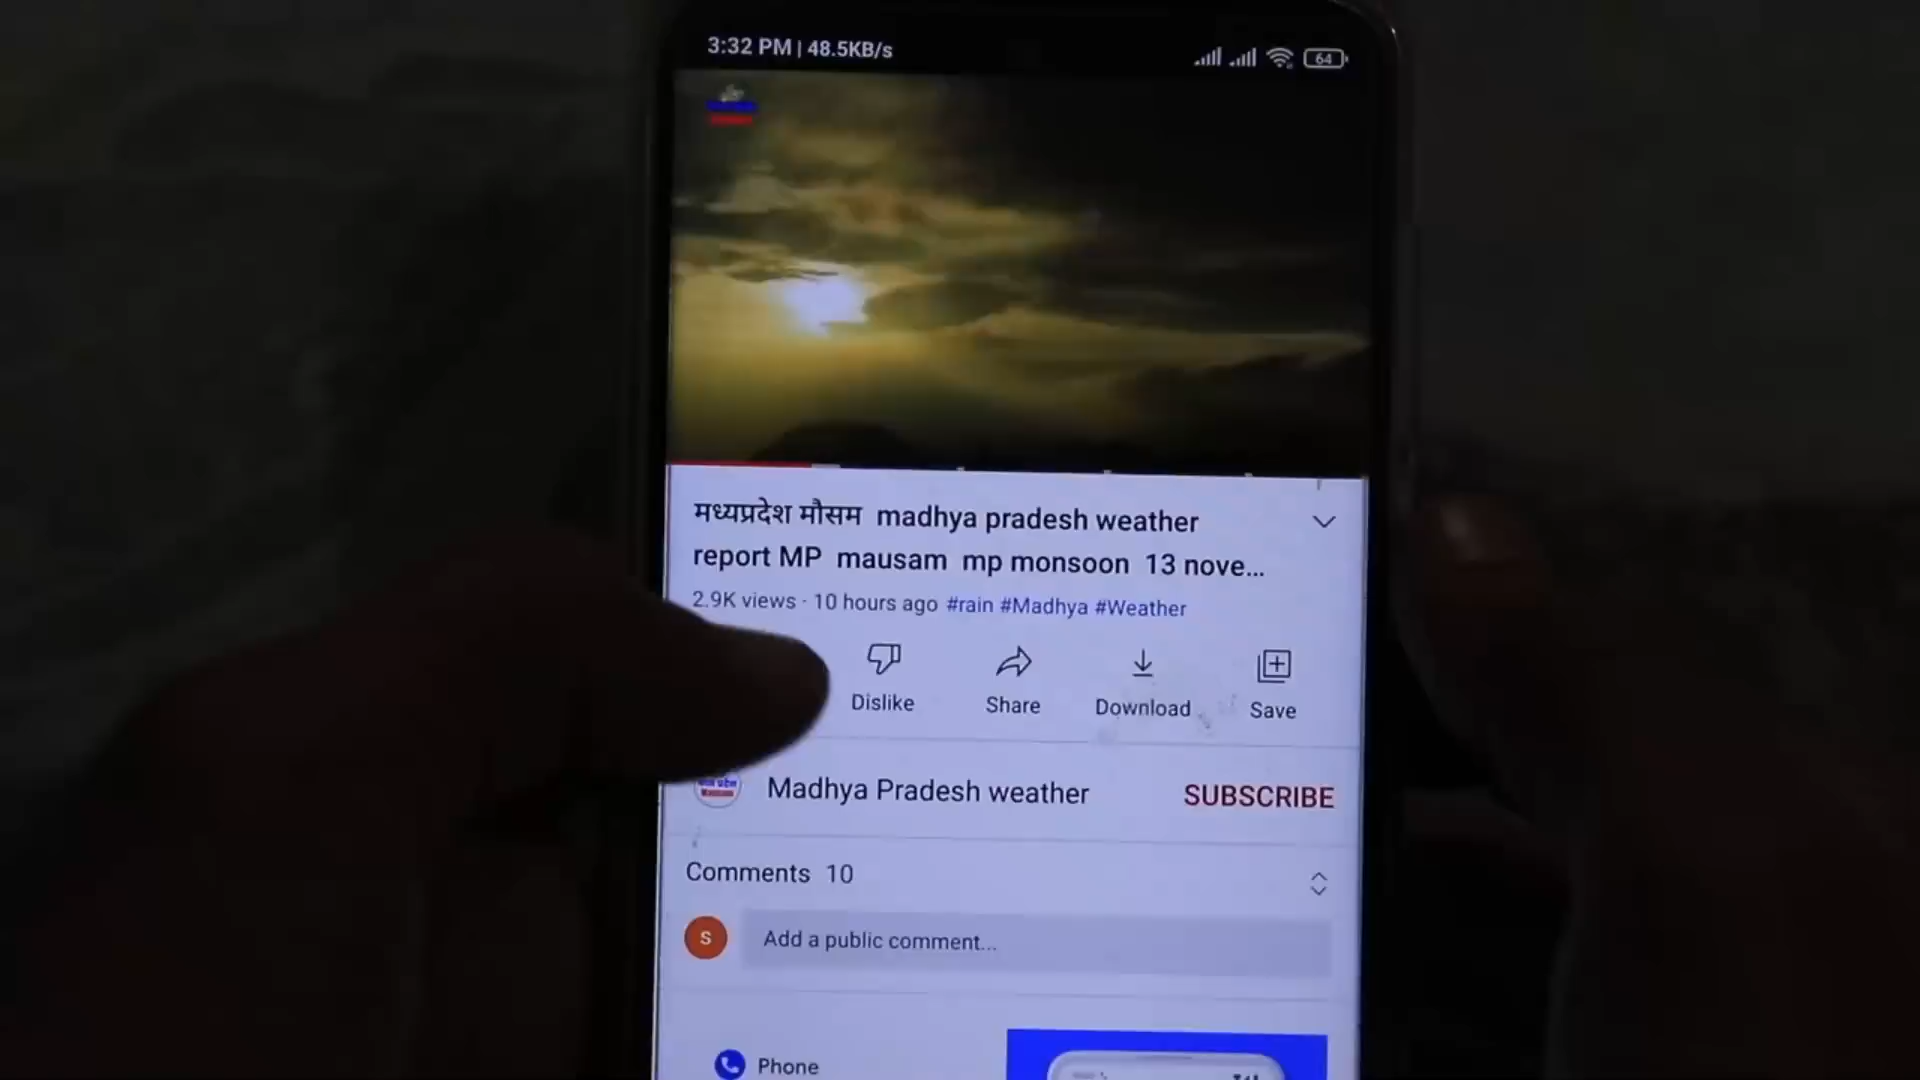 3:32 PM | 48.5KB/s
64
मध्यप्रदेश मौसम madhya pradesh weather
report MP mausam mp monsoon 13 nove...
2.9K views · 10 hours ago #rain #Madhya #Weather
Dislike
Share
Download
Save
Madhya Pradesh weather
SUBSCRIBE
Comments 10
S
Add a public comment...
Phone